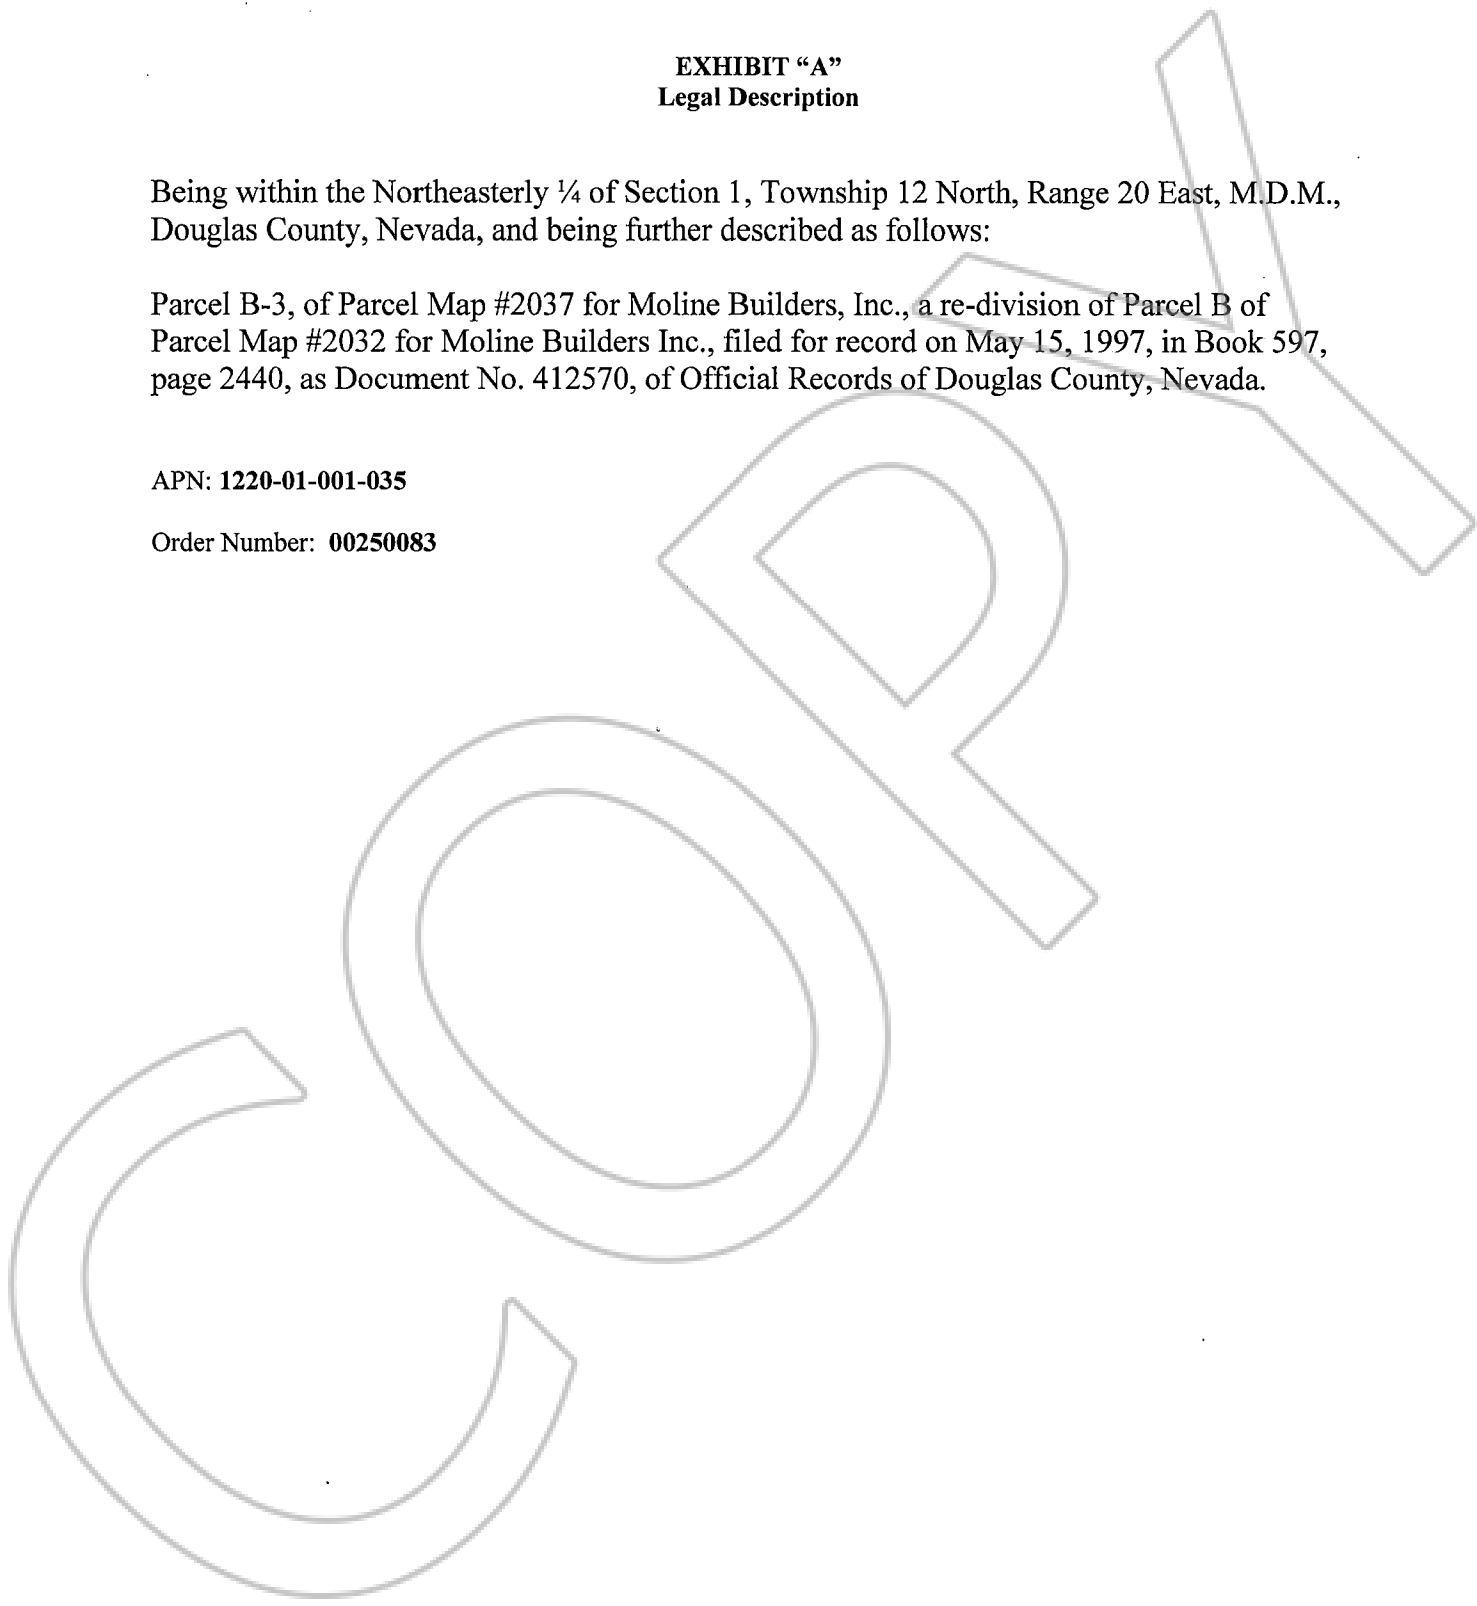 EXHIBIT “A”
Legal Description
Being within the Northeasterly ¼ of Section 1, Township 12 North, Range 20 East, M.D.M.,
Douglas County, Nevada, and being further described as follows:
Parcel B-3, of Parcel Map #2037 for Moline Builders, Inc., a re-division of Parcel B of
Parcel Map #2032 for Moline Builders Inc., filed for record on May 15, 1997, in Book 597,
page 2440, as Document No. 412570, of Official Records of Douglas County, Nevada.
APN: 1220-01-001-035
Order Number: 00250083
COPY